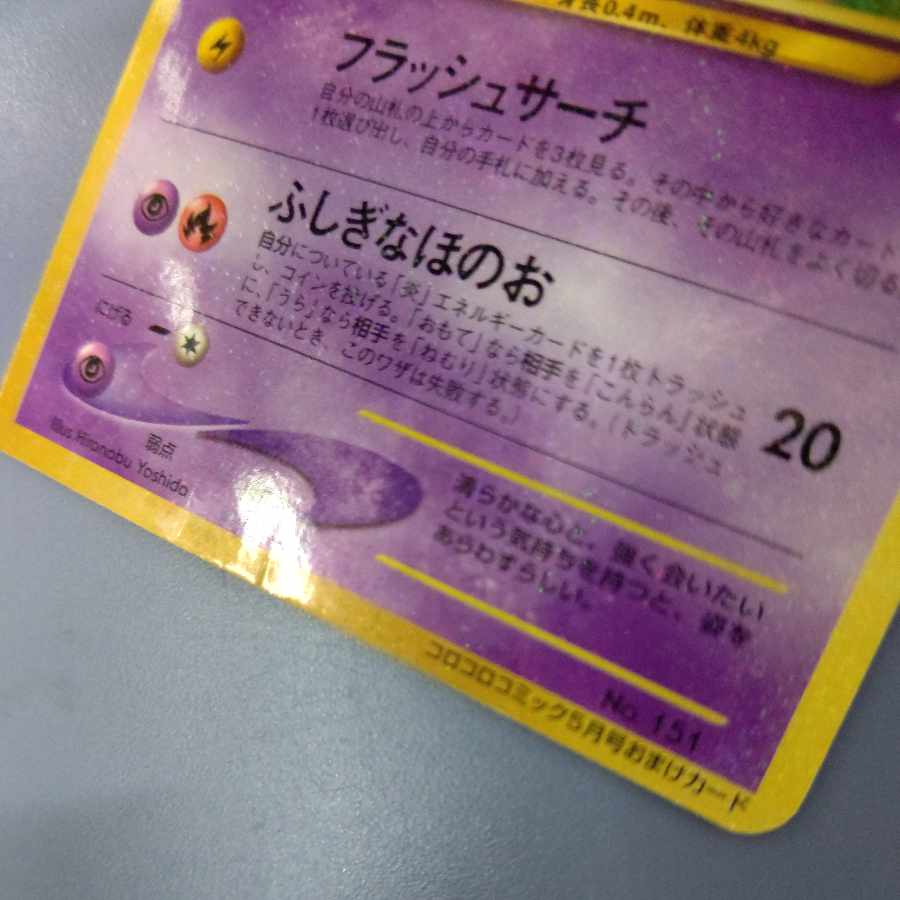 身長0.4m、体重4kg
フラッシュサーチ
自分の山札の上からカードを3枚見る。その中から好きなカート
1枚選び出し、自分の手札に加える。その後、その山札をよく切る
ふしぎなほのお
自分についている「炎」エネルギーカードを1枚トラッシュ
し、コインを投げる。「おもて」なら相手を「こんらん」状態
に、「うら」なら相手を「ねむり」状態にする。(トラッシュ
できないとき、このワザは失敗する。)
20
にげる
弱点
Illus. Hironobu Yoshida
清らかな心と、強く会いたい
という気持ちを持つと、姿を
あらわすらしい。
No. 151
コロコロコミック5月号おまけカード